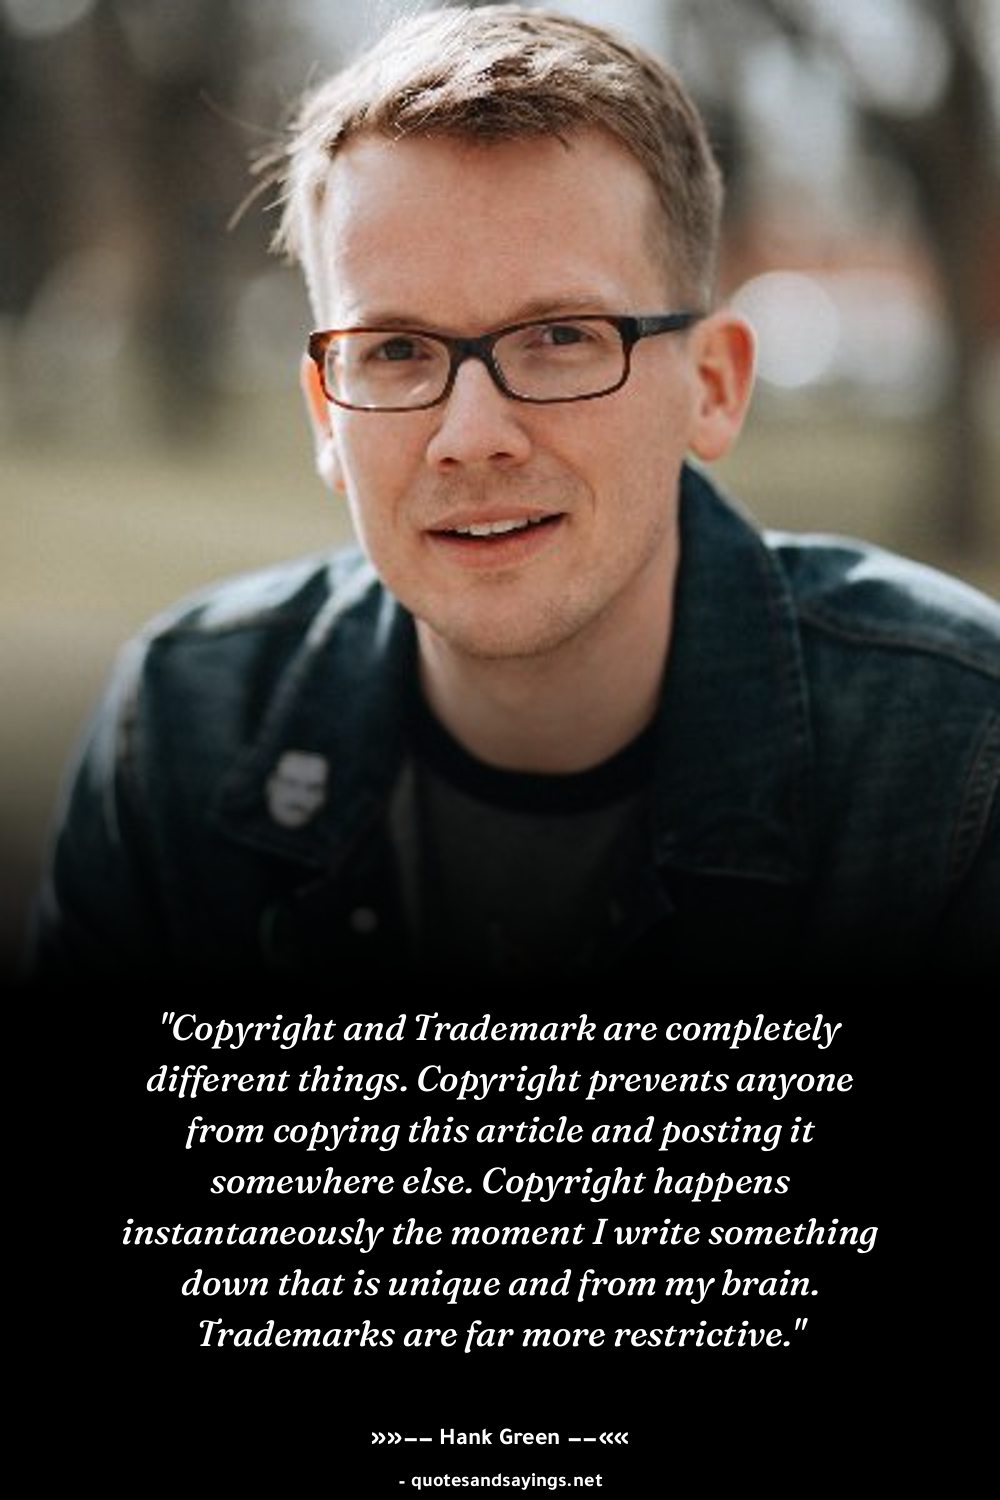 "Copyright and Trademark are completely
different things. Copyright prevents anyone
from copying this article and posting it
somewhere else. Copyright happens
instantaneously the moment I write something
down that is unique and from my brain.
Trademarks are far more restrictive."
»»−− Hank Green −−««
- quotesandsayings.net